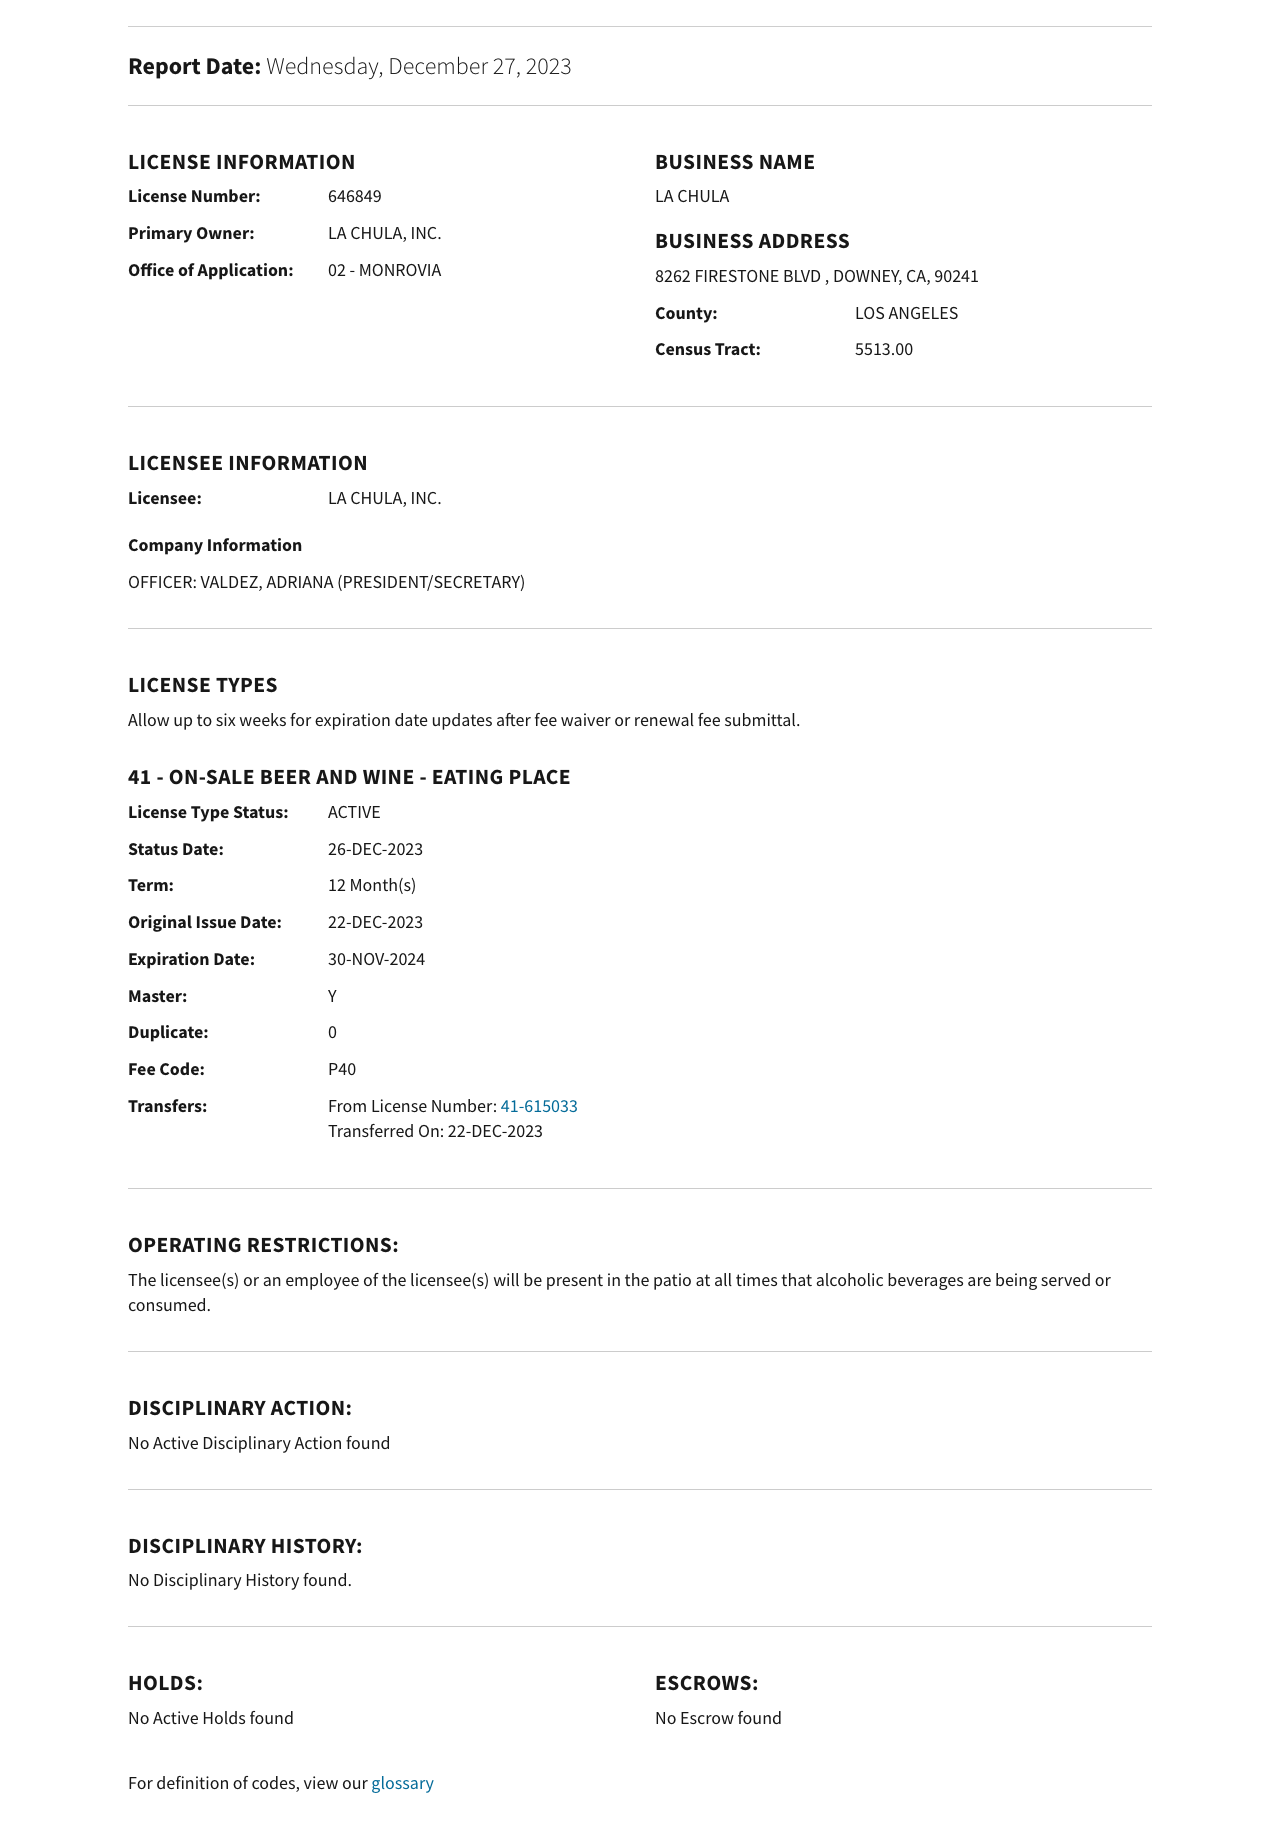 Report Date: Wednesday, December 27, 2023
LICENSE INFORMATION
License Number: 646849
Primary Owner: LA CHULA, INC.
Office of Application: 02 - MONROVIA
BUSINESS NAME
LA CHULA
BUSINESS ADDRESS
8262 FIRESTONE BLVD , DOWNEY, CA, 90241
County: LOS ANGELES
Census Tract: 5513.00
LICENSEE INFORMATION
Licensee: LA CHULA, INC.
Company Information
OFFICER: VALDEZ, ADRIANA (PRESIDENT/SECRETARY)
LICENSE TYPES
Allow up to six weeks for expiration date updates after fee waiver or renewal fee submittal.
41 - ON-SALE BEER AND WINE - EATING PLACE
License Type Status: ACTIVE
Status Date: 26-DEC-2023
Term: 12 Month(s)
Original Issue Date: 22-DEC-2023
Expiration Date: 30-NOV-2024
Master: Y
Duplicate: 0
Fee Code: P40
Transfers: From License Number: 41-615033
Transferred On: 22-DEC-2023
OPERATING RESTRICTIONS:
The licensee(s) or an employee of the licensee(s) will be present in the patio at all times that alcoholic beverages are being served or
consumed.
DISCIPLINARY ACTION:
No Active Disciplinary Action found
DISCIPLINARY HISTORY:
No Disciplinary History found.
HOLDS:
No Active Holds found
ESCROWS:
No Escrow found
For definition of codes, view our glossary